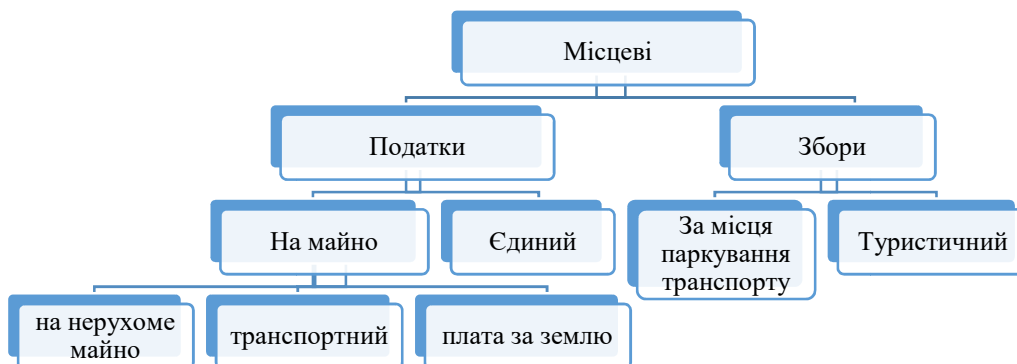 Місцеві
Податки
Збори
На майно
Єдиний
За місця
паркування
транспорту
Туристичний
на нерухоме
майно
транспортний
плата за землю